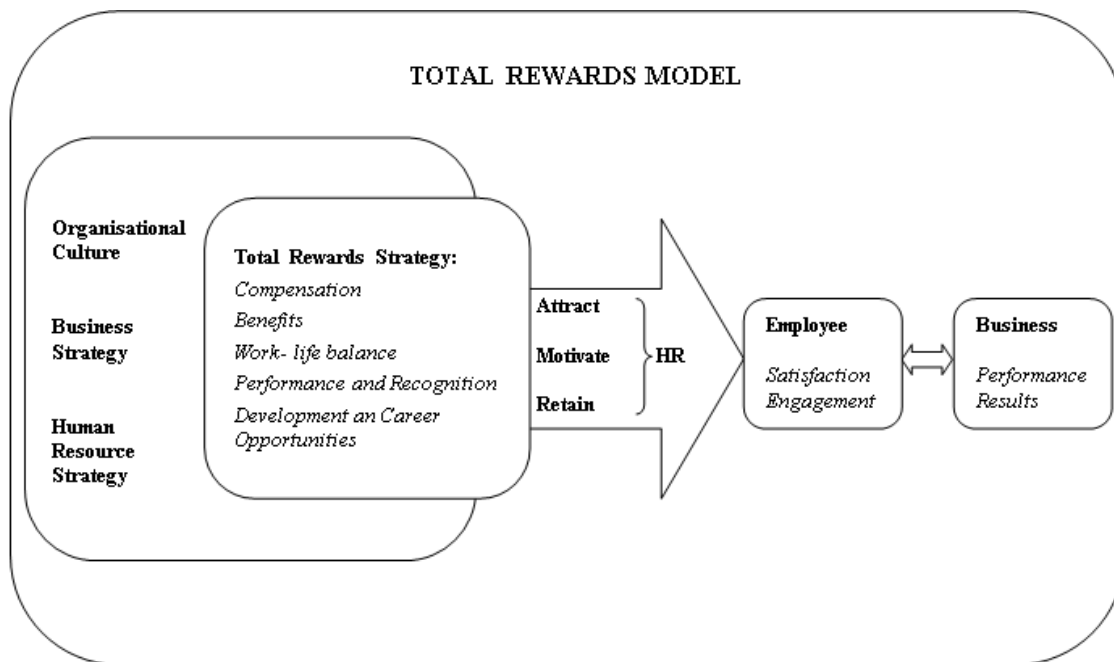 TOTAL REWARDS MODEL
Organisational
Culture
Business
Strategy
Human
Resource
Strategy
Total Rewards Strategy:
Compensation
Benefits
Work- life balance
Performance and Recognition
Development an Career
Opportunities
Attract
Motivate
Retain
HR
Employee
Satisfaction
Engagement
Business
Performance
Results